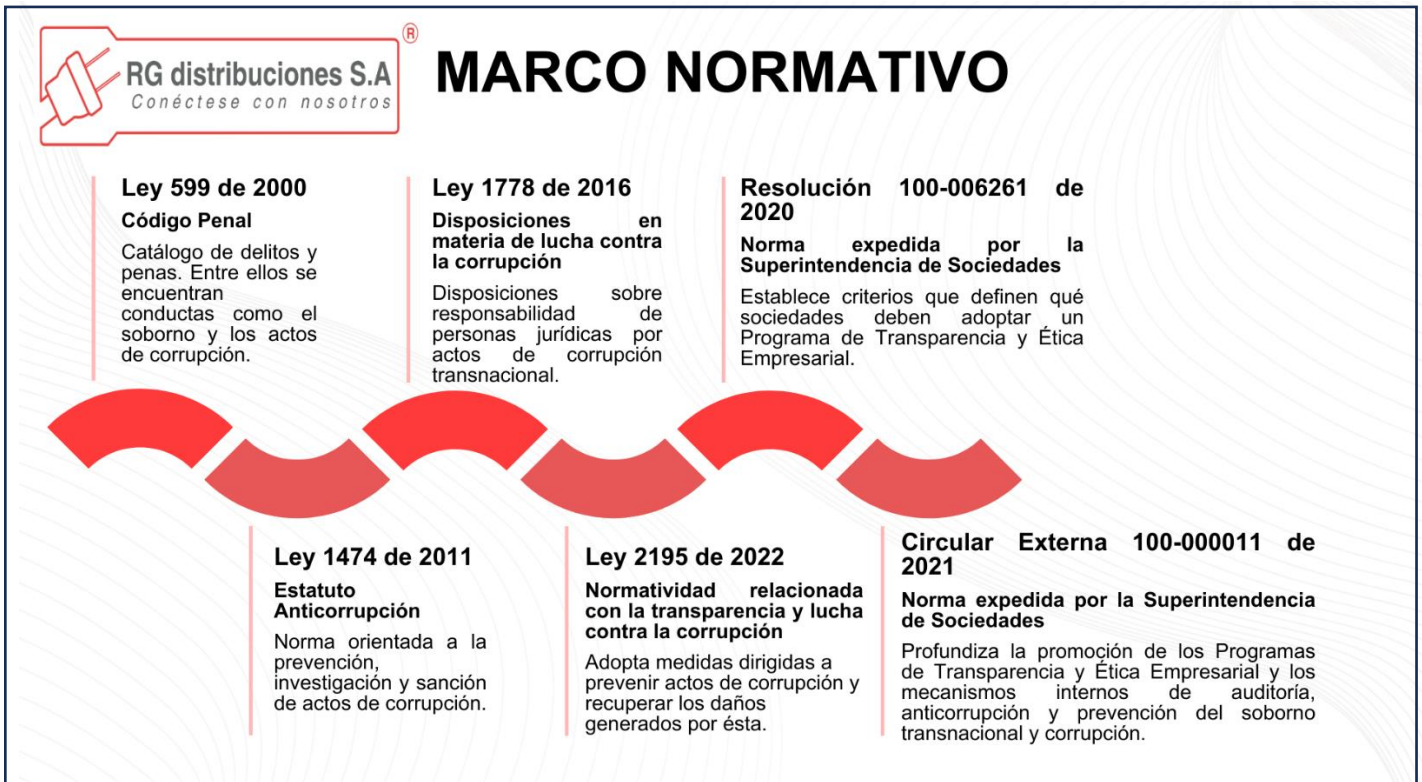 ®
RG distribuciones S.A
Conéctese con nosotros
MARCO NORMATIVO
Ley 599 de 2000
Código Penal
Catálogo de delitos y
penas. Entre ellos se
encuentran
conductas como el
soborno y los actos
de corrupción.
Ley 1778 de 2016
Disposiciones en
materia de lucha contra
la corrupción
Disposiciones sobre
responsabilidad de
personas jurídicas por
actos de corrupción
transnacional.
Resolución 100-006261 de
2020
Norma expedida por la
Superintendencia de Sociedades
Establece criterios que definen qué
sociedades deben adoptar un
Programa de Transparencia y Ética
Empresarial.
Ley 1474 de 2011
Estatuto
Anticorrupción
Norma orientada a la
prevención,
investigación y sanción
de actos de corrupción.
Ley 2195 de 2022
Normatividad relacionada
con la transparencia y lucha
contra la corrupción
Adopta medidas dirigidas a
prevenir actos de corrupción y
recuperar los daños
generados por ésta.
Circular Externa 100-000011 de
2021
Norma expedida por la Superintendencia
de Sociedades
Profundiza la promoción de los Programas
de Transparencia y Ética Empresarial y los
mecanismos internos de auditoría,
anticorrupción y prevención del soborno
transnacional y corrupción.